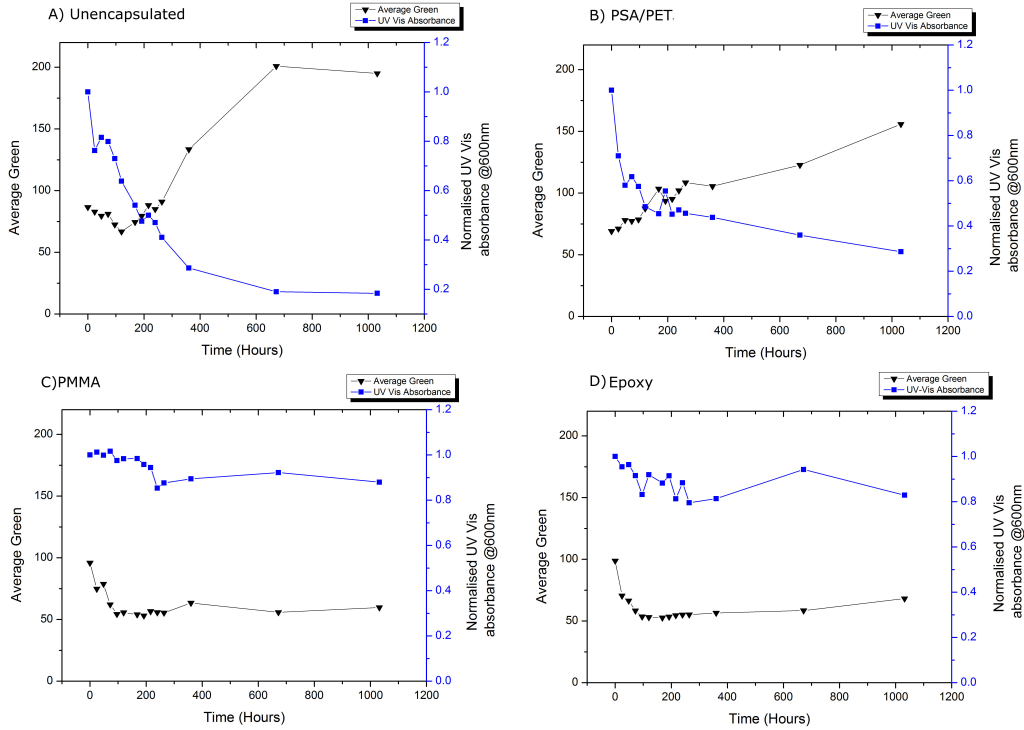 A) Unencapsulated
Average Green
UV Vis Absorbance
200
150
100
50
0
Average Green
1.2
1.0
0.8
0.6
0.4
0.2
Normalised UV Vis
absorbance @600nm
0 200 400 600 800 1000 1200
Time (Hours)
B) PSA/PET.
Average Green
UV Vis Absorbance
200
150
100
50
0
Average Green
1.2
1.0
0.8
0.6
0.4
0.2
0.0
Normalised UV Vis
absorbance @600nm
0 200 400 600 800 1000 1200
Time (Hours)
C)PMMA
Average Green
UV Vis Absorbance
200
150
100
50
0
Average Green
1.2
1.0
0.8
0.6
0.4
0.2
0.0
Normalised UV Vis
absorbance @600nm
0 200 400 600 800 1000 1200
Time (Hours)
D) Epoxy
Average Green
UV-Vis Absorbance
200
150
100
50
0
Average Green
1.2
1.0
0.8
0.6
0.4
0.2
0.0
Normalised UV Vis
absorbance @600nm
0 200 400 600 800 1000 1200
Time (Hours)